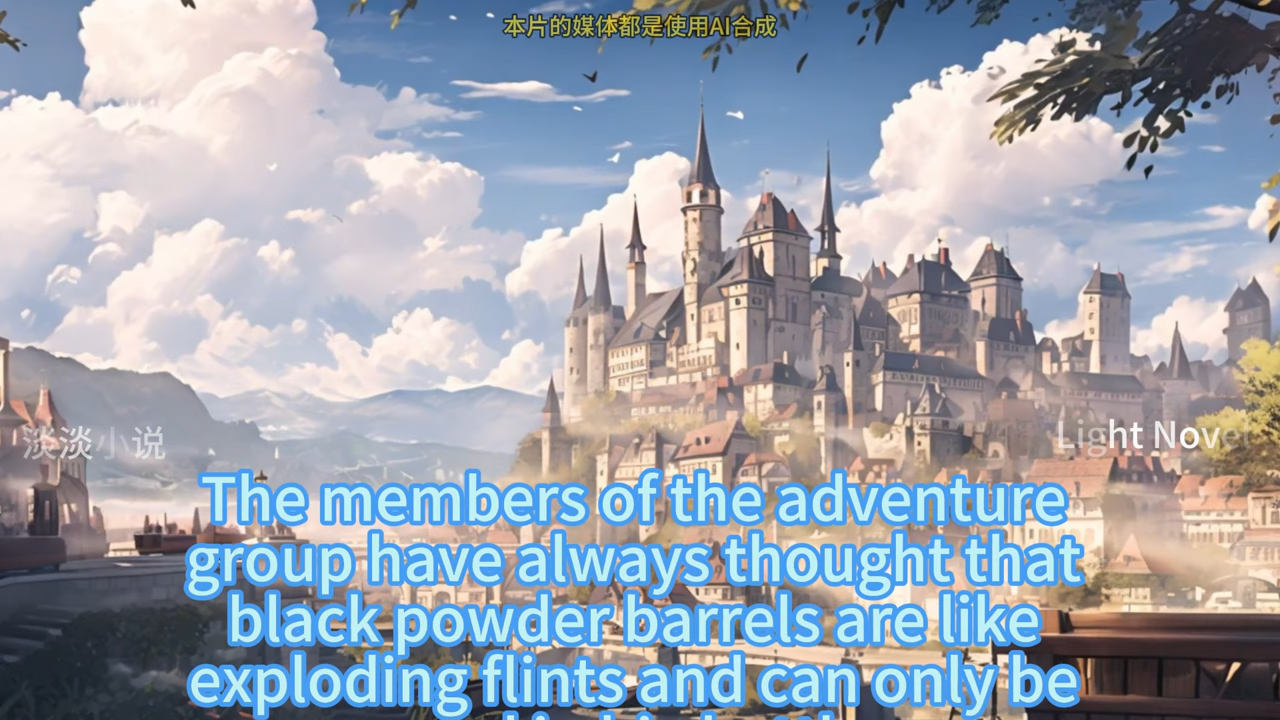 本片的媒体都是使用AI合成
淡淡小说
Light Novel
The members of the adventure
group have always thought that
black powder barrels are like
exploding flints and can only be